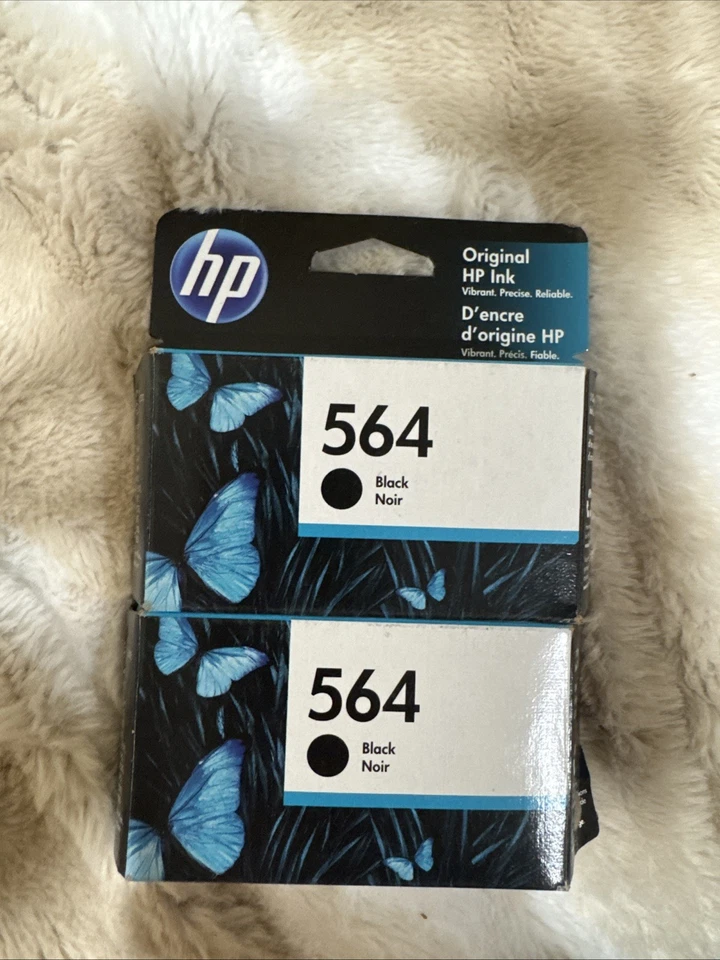 hp
Original
HP Ink
Vibrant. Precise. Reliable.
D'encre
d'origine HP
Vibrant. Précis. Fiable.
564
Black
Noir
564
Black
Noir